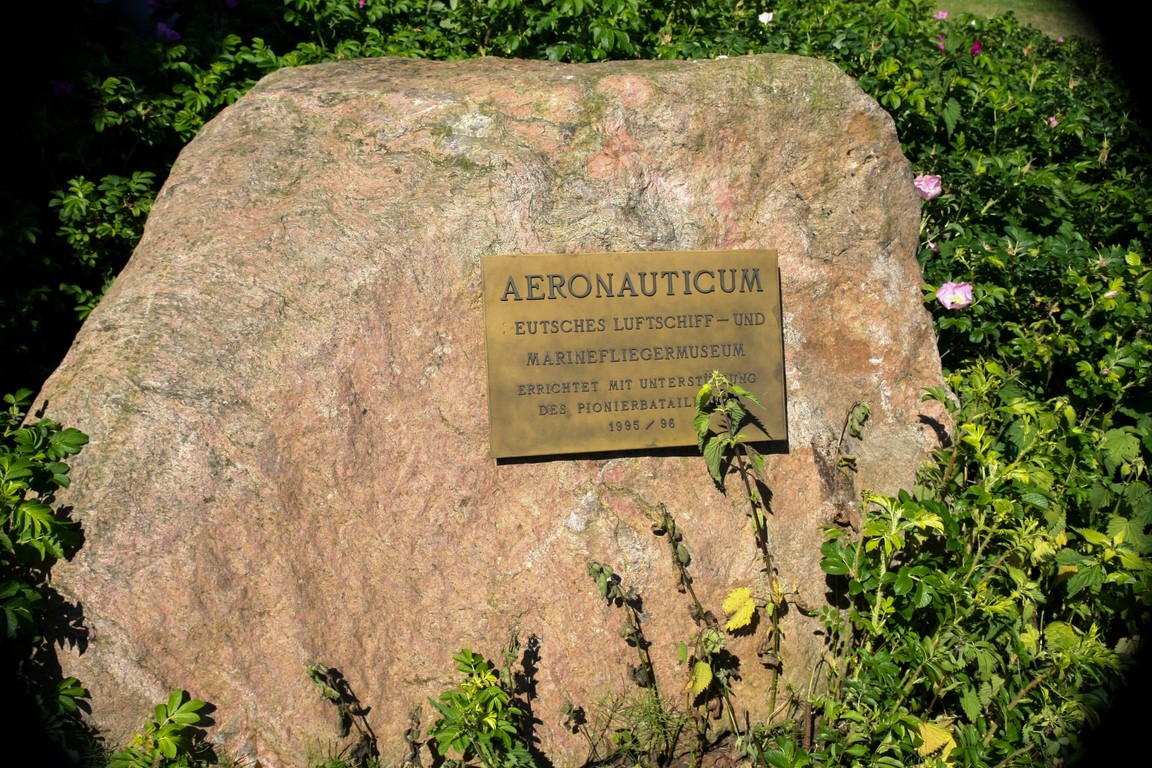 AERONAUTICUM
EUTSCHES LUFTSCHIFF-UND
MARINEFLIEGERMUSEUM
ERRICHTET MIT
DES
1995/96